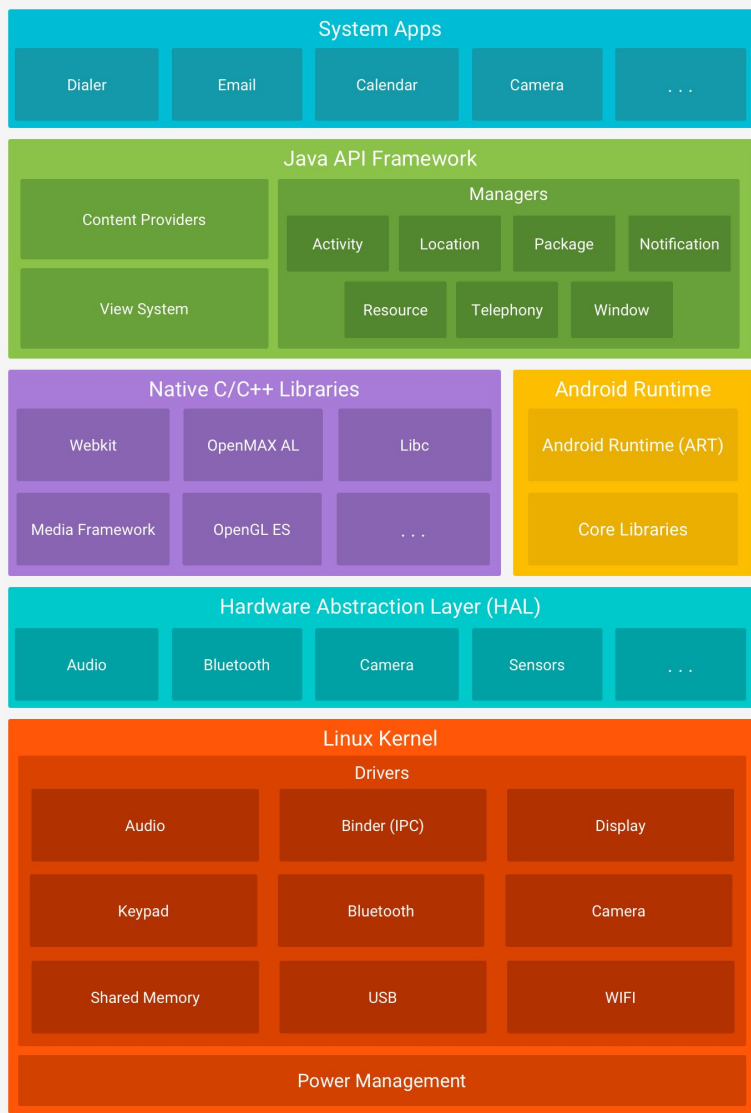 System Apps
Dialer
Email
Calendar
Camera
. . .
Java API Framework
Content Providers
View System
Managers
Activity
Location
Package
Notification
Resource
Telephony
Window
Native C/C++ Libraries
Webkit
OpenMAX AL
Libc
Media Framework
OpenGL ES
. . .
Android Runtime
Android Runtime (ART)
Core Libraries
Hardware Abstraction Layer (HAL)
Audio
Bluetooth
Camera
Sensors
. . .
Linux Kernel
Drivers
Audio
Binder (IPC)
Display
Keypad
Bluetooth
Camera
Shared Memory
USB
WIFI
Power Management